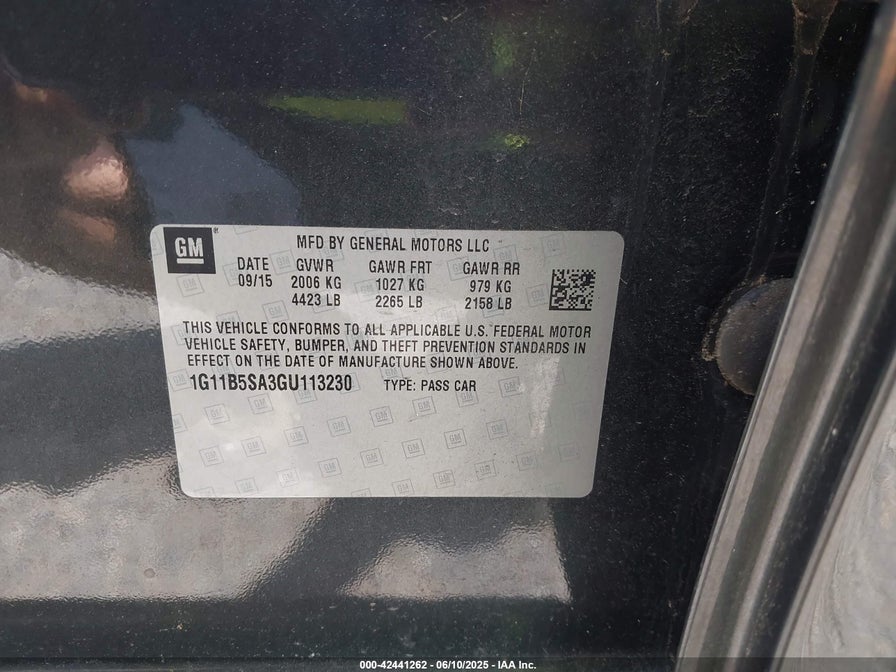 GM
MFD BY GENERAL MOTORS LLC
DATE GVWR GAWR FRT GAWR RR
09/15 2006 KG 1027 KG 979 KG
4423 LB 2265 LB 2158 LB
THIS VEHICLE CONFORMS TO ALL APPLICABLE U.S. FEDERAL MOTOR
VEHICLE SAFETY, BUMPER, AND THEFT PREVENTION STANDARDS IN
EFFECT ON THE DATE OF MANUFACTURE SHOWN ABOVE.
1G11B5SA3GU113230 TYPE: PASS CAR
000-42441262 - 06/10/2025 - IAA Inc.